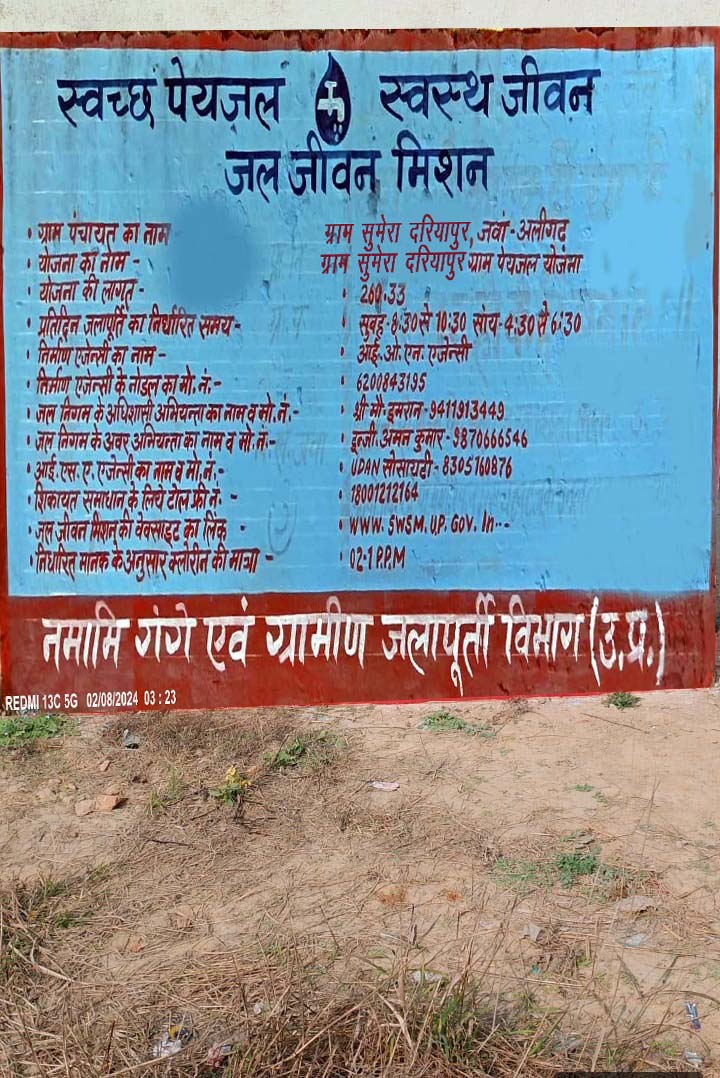 स्वच्छ पेयजल स्वस्थ जीवन
जल जीवन मिशन
• ग्राम पंचायत का नाम ग्राम सुमेरा दरियापुर, जवां-अलीगढ़
• योजना का नाम - ग्राम सुमेरा दरियापुर ग्राम पेयजल योजना
• योजना की लागत - • 260.33
• प्रतिदिन जलापूर्ति का निर्धारित समय - • सुवह-8:30 से 10:30 सांय-4:30 से 6:30
• निर्माण एजेन्सी का नाम - • आई.ओ.एन. एजेन्सी
• निर्माण एजेन्सी के नोडल का मो. नं.- • 6200843195
• जल निगम के अधिशासी अभियन्ता का नाम व मो. नं.- • श्री मौ. इमरान-9411913449
• जल निगम के अवर अभियन्ता का नाम व मो. नं.- • इन्जी. अमन कुमार-9870666546
• आई.एस.ए. एजेन्सी का नाम व मो. नं.- • UDAN सोसायटी-8305160876
• शिकायत समाधान के लिये टोल फ्री नं. - • 18001212164
• जल जीवन मिशन की वेवसाइट का लिंक - • WWW. SWSM.UP. GOV. In--
• निर्धारित मानक के अनुसार क्लोरीन की मात्रा - • 02-1 P.P.M
नमामि गंगे एवं ग्रामीण जलापूर्ती विभाग (उ.प्र.)
REDMI 13C 5G 02/08/2024 03 : 23